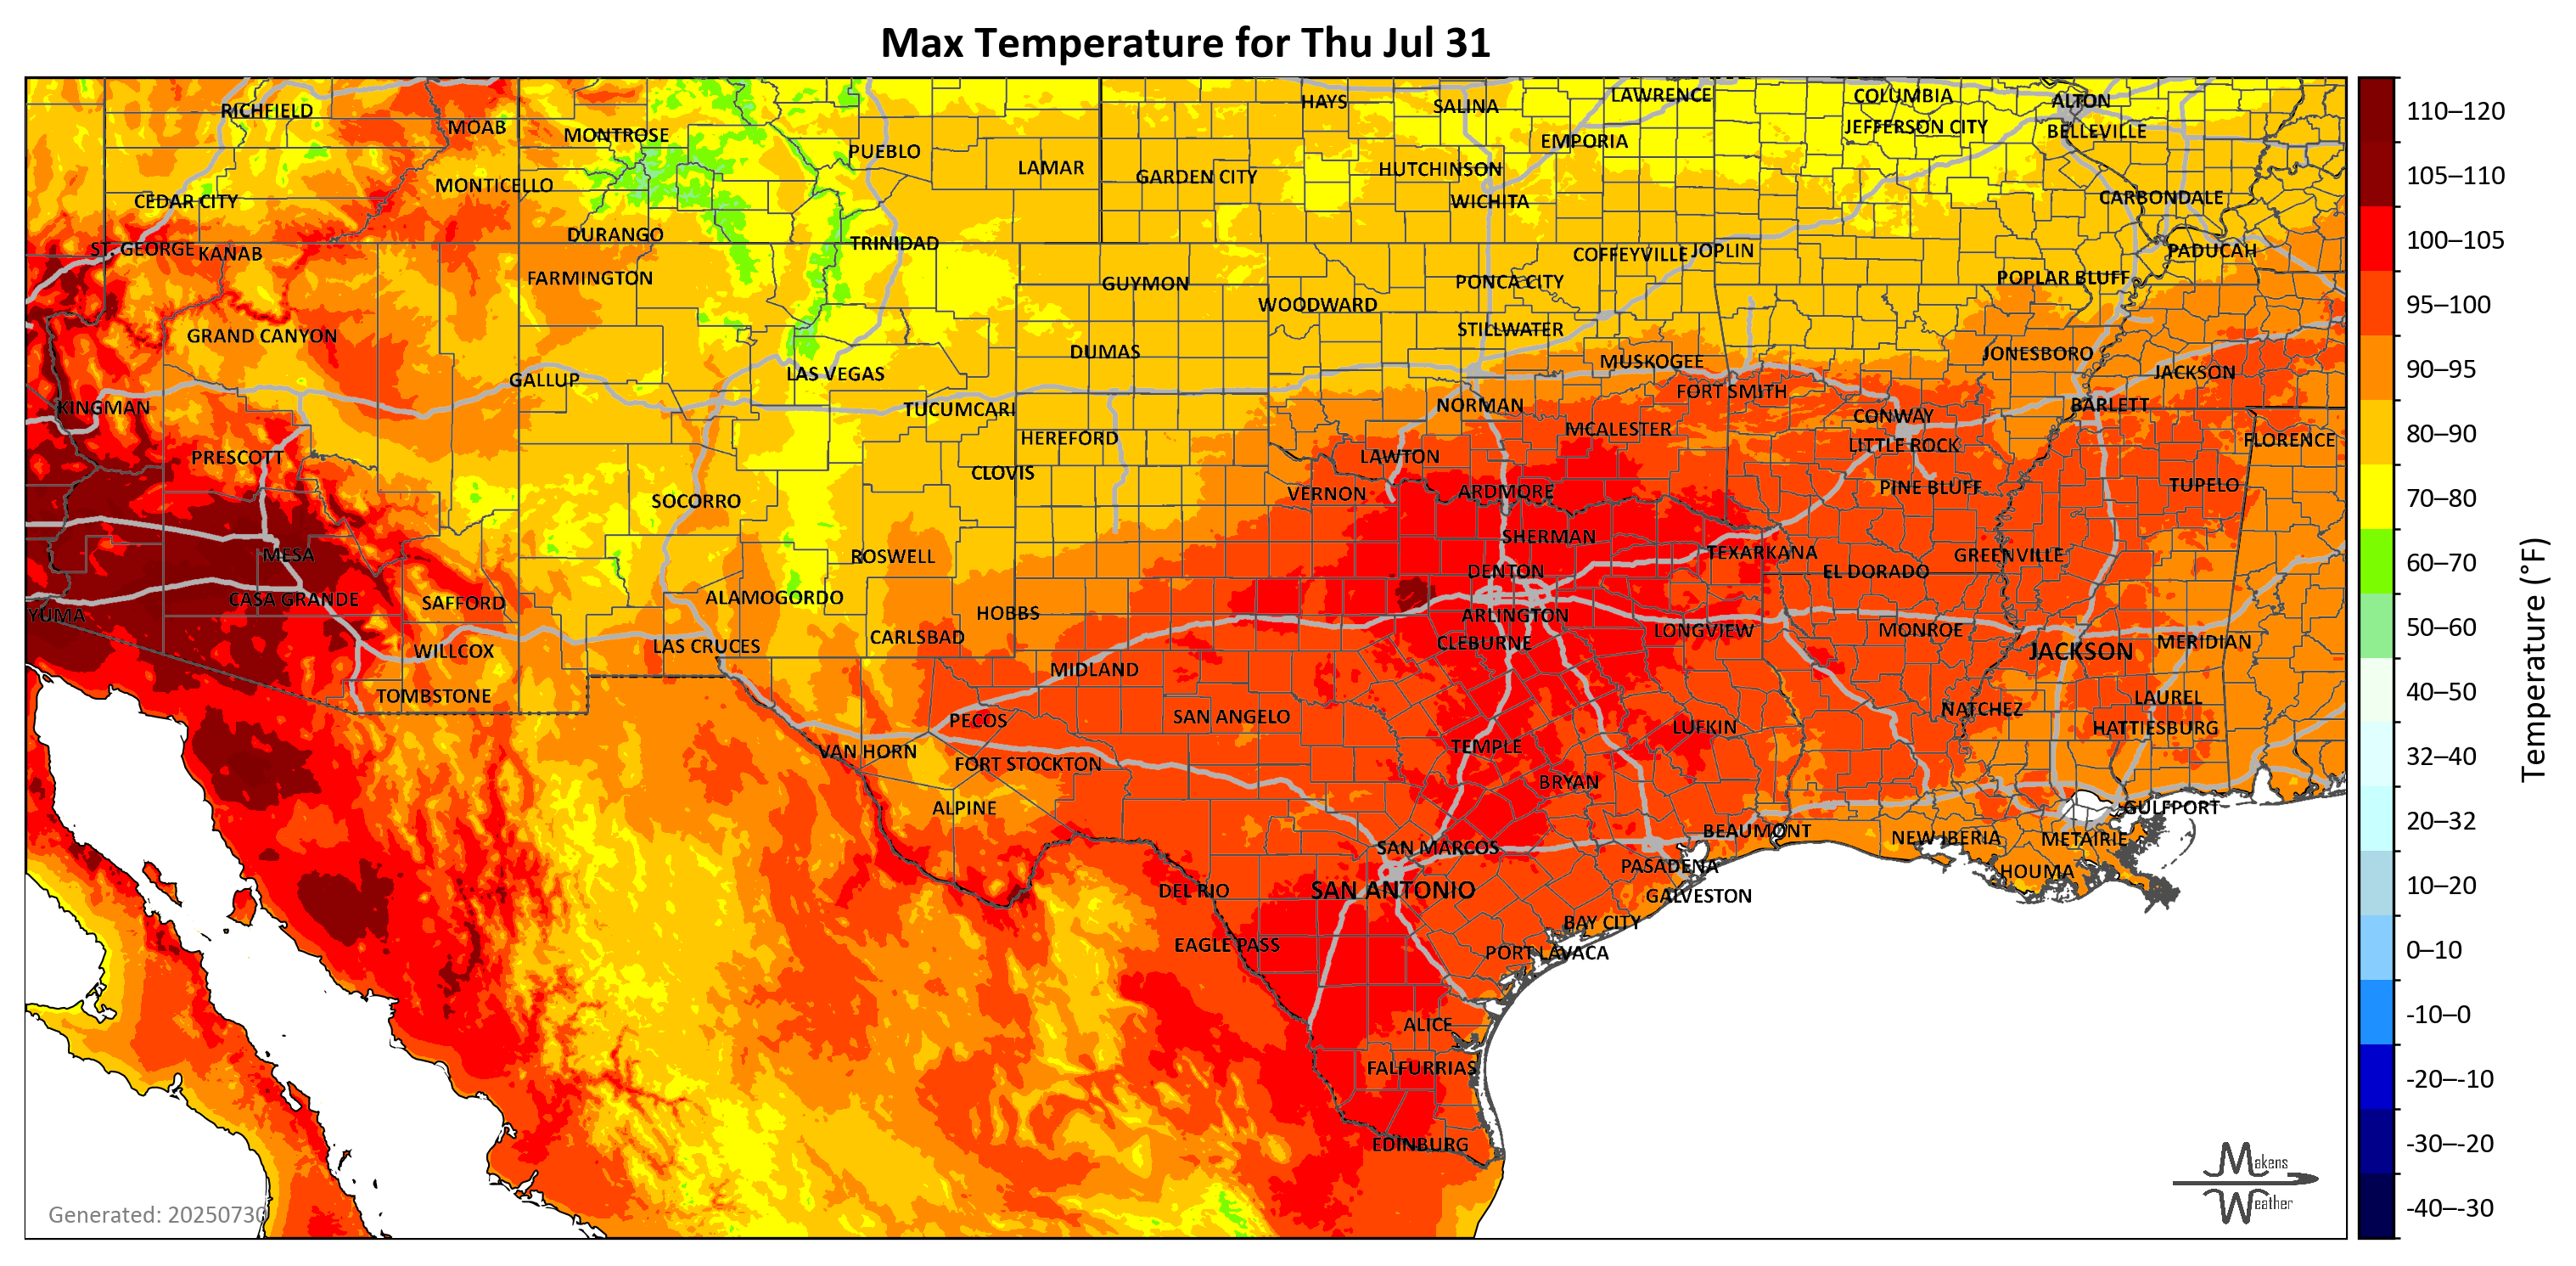 Max Temperature for Thu Jul 31
RICHFIELD
MOAB
MONTROSE
PUEBLO
LAMAR
HAYS
SALINA
LAWRENCE
COLUMBIA
ALTON
JEFFERSON CITY
BELLEVILLE
EMPORIA
HUTCHINSON
GARDEN CITY
MONTICELLO
CEDAR CITY
WICHITA
CARBONDALE
DURANGO
TRINIDAD
ST. GEORGE
KANAB
COFFEYVILLE
JOPLIN
PADUCAH
FARMINGTON
GUYMON
PONCA CITY
POPLAR BLUFF
WOODWARD
GRAND CANYON
STILLWATER
DUMAS
MUSKOGEE
JONESBORO
GALLUP
LAS VEGAS
JACKSON
FORT SMITH
KINGMAN
TUCUMCARI
NORMAN
BARLETT
CONWAY
MCALESTER
HEREFORD
LITTLE ROCK
FLORENCE
PRESCOTT
LAWTON
CLOVIS
TUPELO
SOCORRO
VERNON
ARDMORE
PINE BLUFF
SHERMAN
MESA
ROSWELL
TEXARKANA
GREENVILLE
DENTON
EL DORADO
CASA GRANDE
SAFFORD
ALAMOGORDO
YUMA
HOBBS
ARLINGTON
LAS CRUCES
CARLSBAD
CLEBURNE
LONGVIEW
MONROE
WILLCOX
JACKSON
MERIDIAN
MIDLAND
TOMBSTONE
LAUREL
PECOS
SAN ANGELO
NATCHEZ
LUFKIN
HATTIESBURG
VAN HORN
TEMPLE
FORT STOCKTON
BRYAN
ALPINE
GULFPORT
BEAUMONT
NEW IBERIA
METAIRIE
SAN MARCOS
PASADENA
HOUMA
DEL RIO
SAN ANTONIO
GALVESTON
BAY CITY
EAGLE PASS
PORT LAVACA
ALICE
FALFURRIAS
EDINBURG
Generated: 20250730
Makens
Weather
110–120
105–110
100–105
95–100
90–95
80–90
70–80
60–70
50–60
40–50
32–40
20–32
10–20
0–10
-10–0
-20–-10
-30–-20
-40–-30
Temperature (°F)